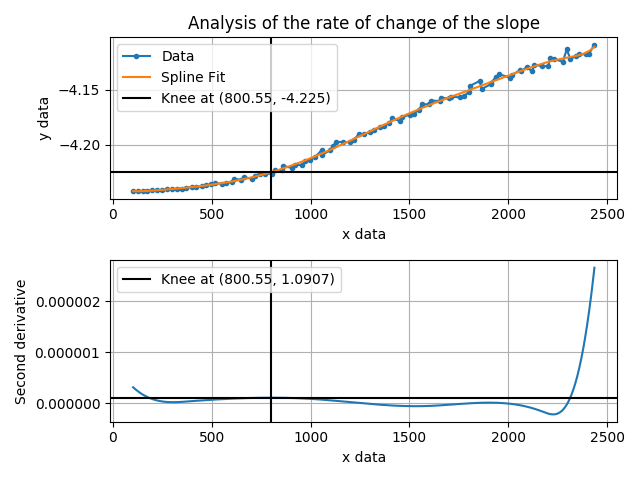 Analysis of the rate of change of the slope
Data
Spline Fit
Knee at (800.55, -4.225)
−4.15
−4.20
y data
0
500
1000
1500
2000
2500
x data
Knee at (800.55, 1.0907)
0.000002
0.000001
0.000000
Second derivative
0
500
1000
1500
2000
2500
x data